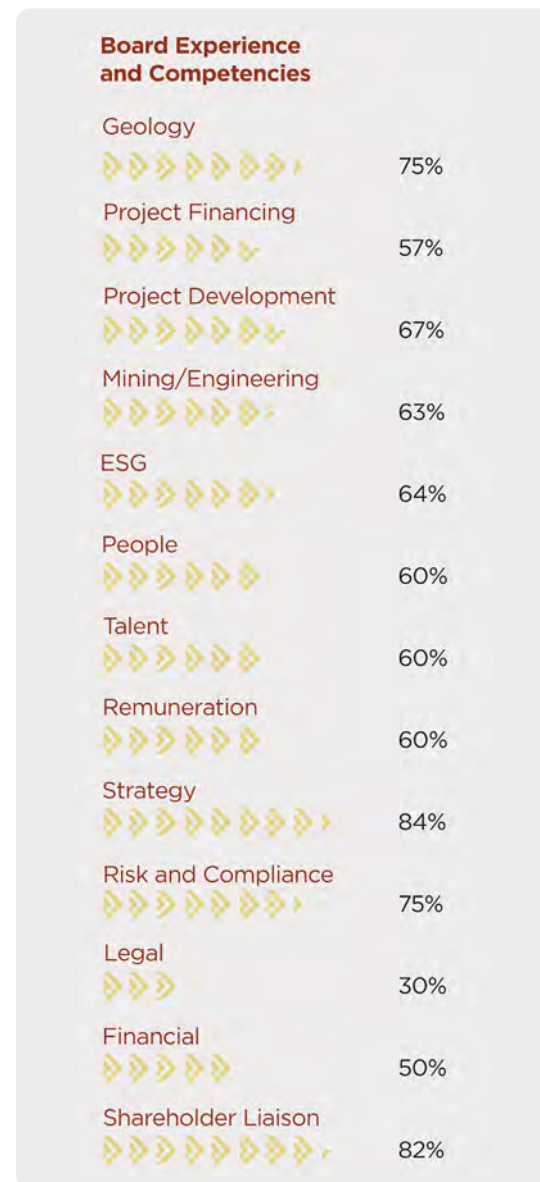 Board Experience
and Competencies
Geology
75%
Project Financing
57%
Project Development
67%
Mining/Engineering
63%
ESG
64%
People
60%
Talent
60%
Remuneration
60%
Strategy
84%
Risk and Compliance
75%
Legal
30%
Financial
50%
Shareholder Liaison
82%